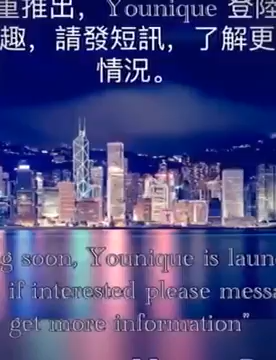 重推出，Younique 登陸
趣，請發短訊，了解更
情況。
g soon, Younique is laun
if interested please messa
get more information"